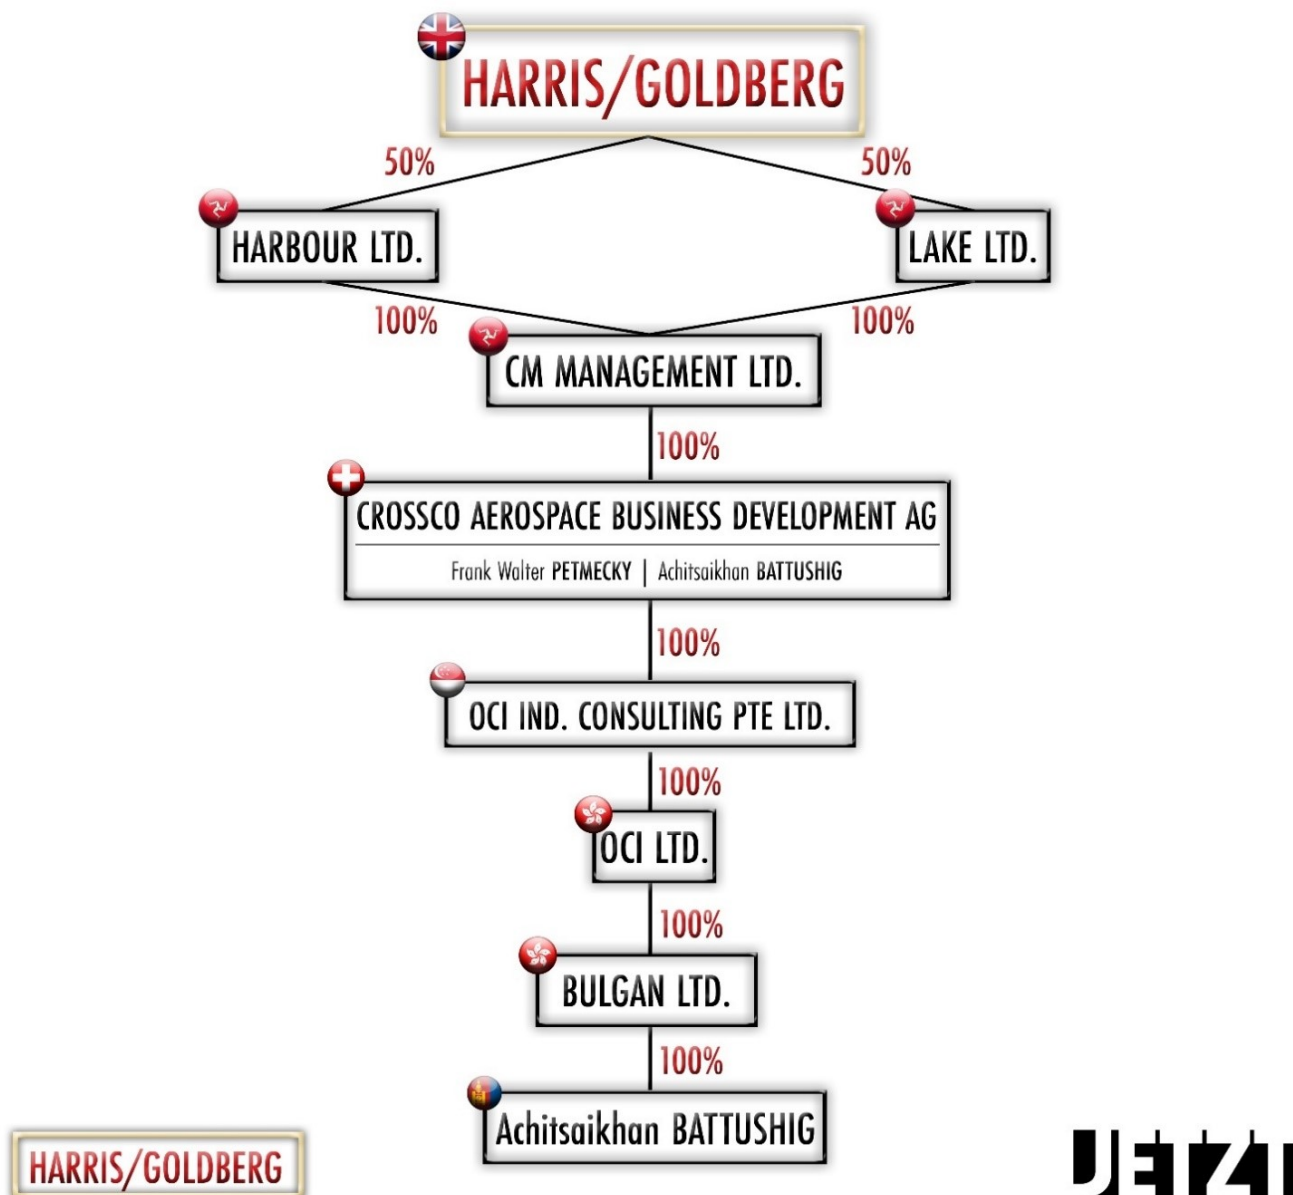 HARRIS/GOLDBERG
50% 50%
HARBOUR LTD. LAKE LTD.
100% 100%
CM MANAGEMENT LTD.
100%
CROSSCO AEROSPACE BUSINESS DEVELOPMENT AG
Frank Walter PETMECKY | Achitsaikhan BATTUSHIG
100%
OCI IND. CONSULTING PTE LTD.
100%
OCI LTD.
100%
BULGAN LTD.
100%
Achitsaikhan BATTUSHIG
HARRIS/GOLDBERG
JETZT